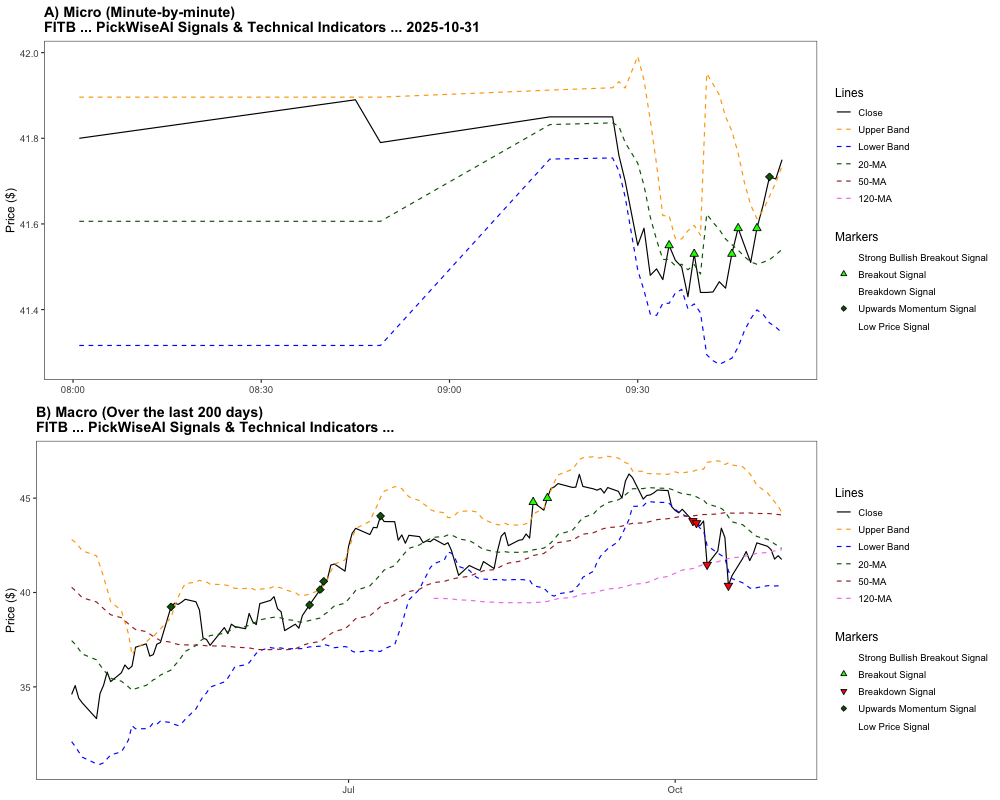 A) Micro (Minute-by-minute)
FITB ... PickWiseAI Signals & Technical Indicators ... 2025-10-31
42.0
41.8
41.6
41.4
Price ($)
08:00
08:30
09:00
09:30
Lines
Close
Upper Band
Lower Band
20-MA
50-MA
120-MA
Markers
Strong Bullish Breakout Signal
Breakout Signal
Breakdown Signal
Upwards Momentum Signal
Low Price Signal
B) Macro (Over the last 200 days)
FITB ... PickWiseAI Signals & Technical Indicators ...
45
40
35
Price ($)
Jul
Oct
Lines
Close
Upper Band
Lower Band
20-MA
50-MA
120-MA
Markers
Strong Bullish Breakout Signal
Breakout Signal
Breakdown Signal
Upwards Momentum Signal
Low Price Signal